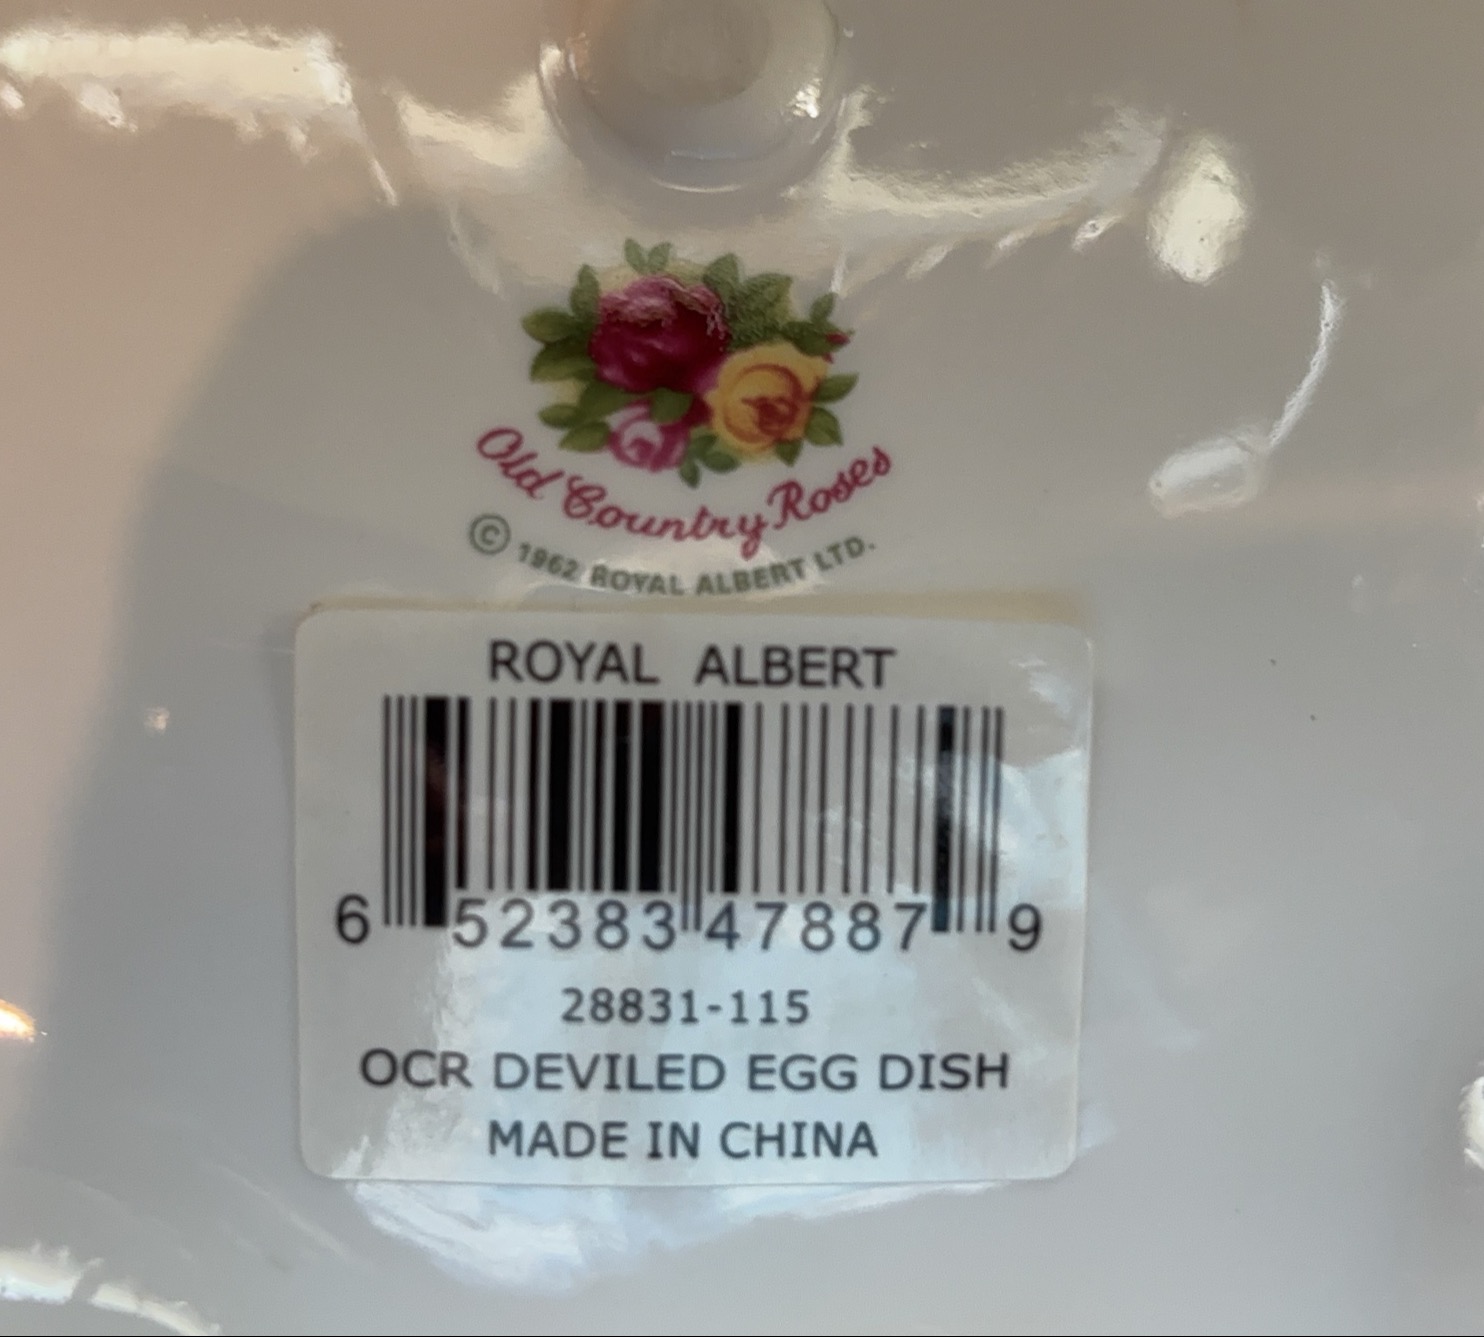 Old Country Roses
© 1962 ROYAL ALBERT LTD.
ROYAL ALBERT
6 52383 47887 9
28831-115
OCR DEVILED EGG DISH
MADE IN CHINA